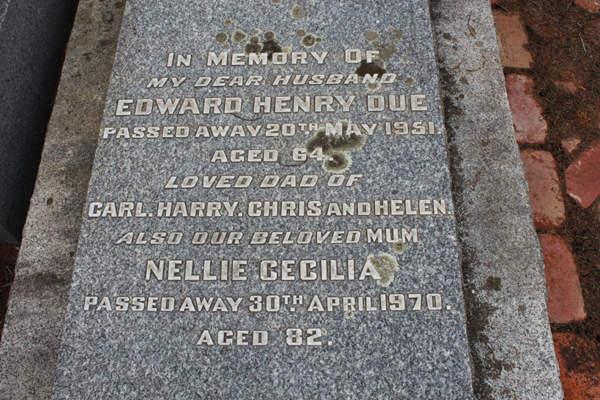 IN MEMORY OF
MY DEAR HUSBAND
EDWARD HENRY DUE
PASSED AWAY 20TH MAY 1951.
AGED 64.
LOVED DAD OF
CARL. HARRY. CHRIS AND HELEN.
ALSO OUR BELOVED MUM
NELLIE CECILIA
PASSED AWAY 30TH. APRIL 1970.
AGED 82.